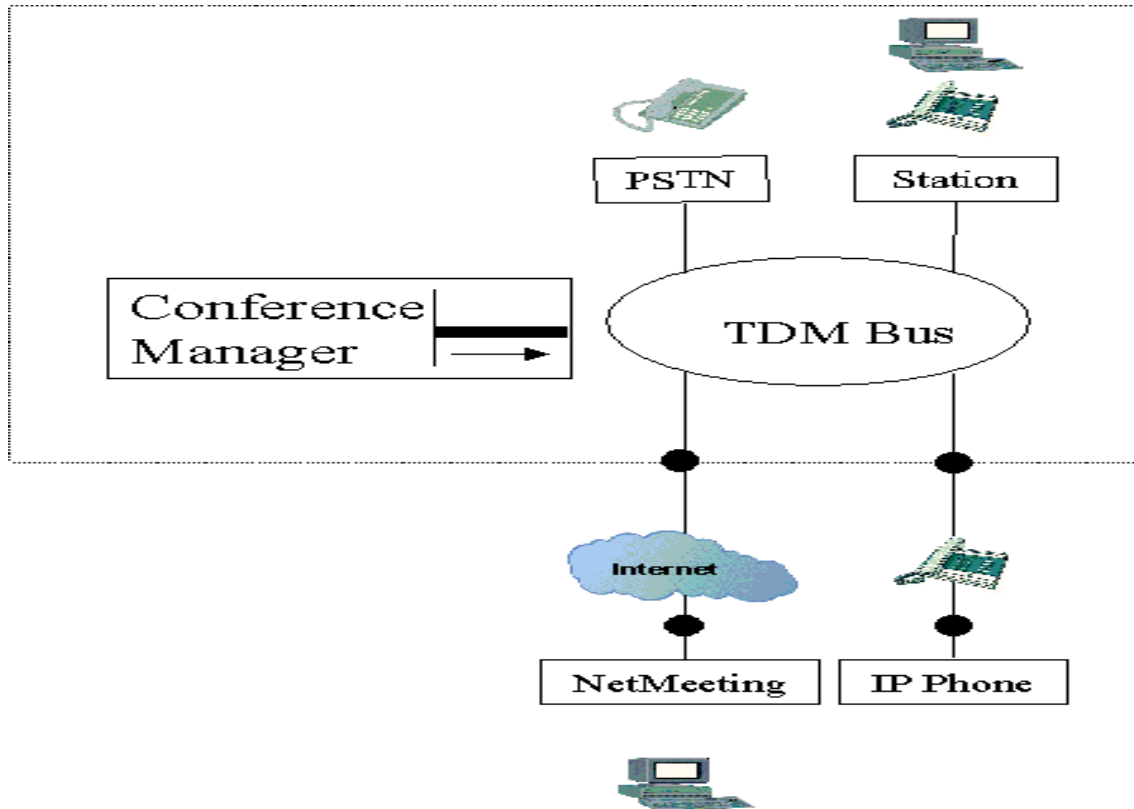 PSTN
Station
Conference
Manager
TDM Bus
Internet
NetMeeting
IP Phone